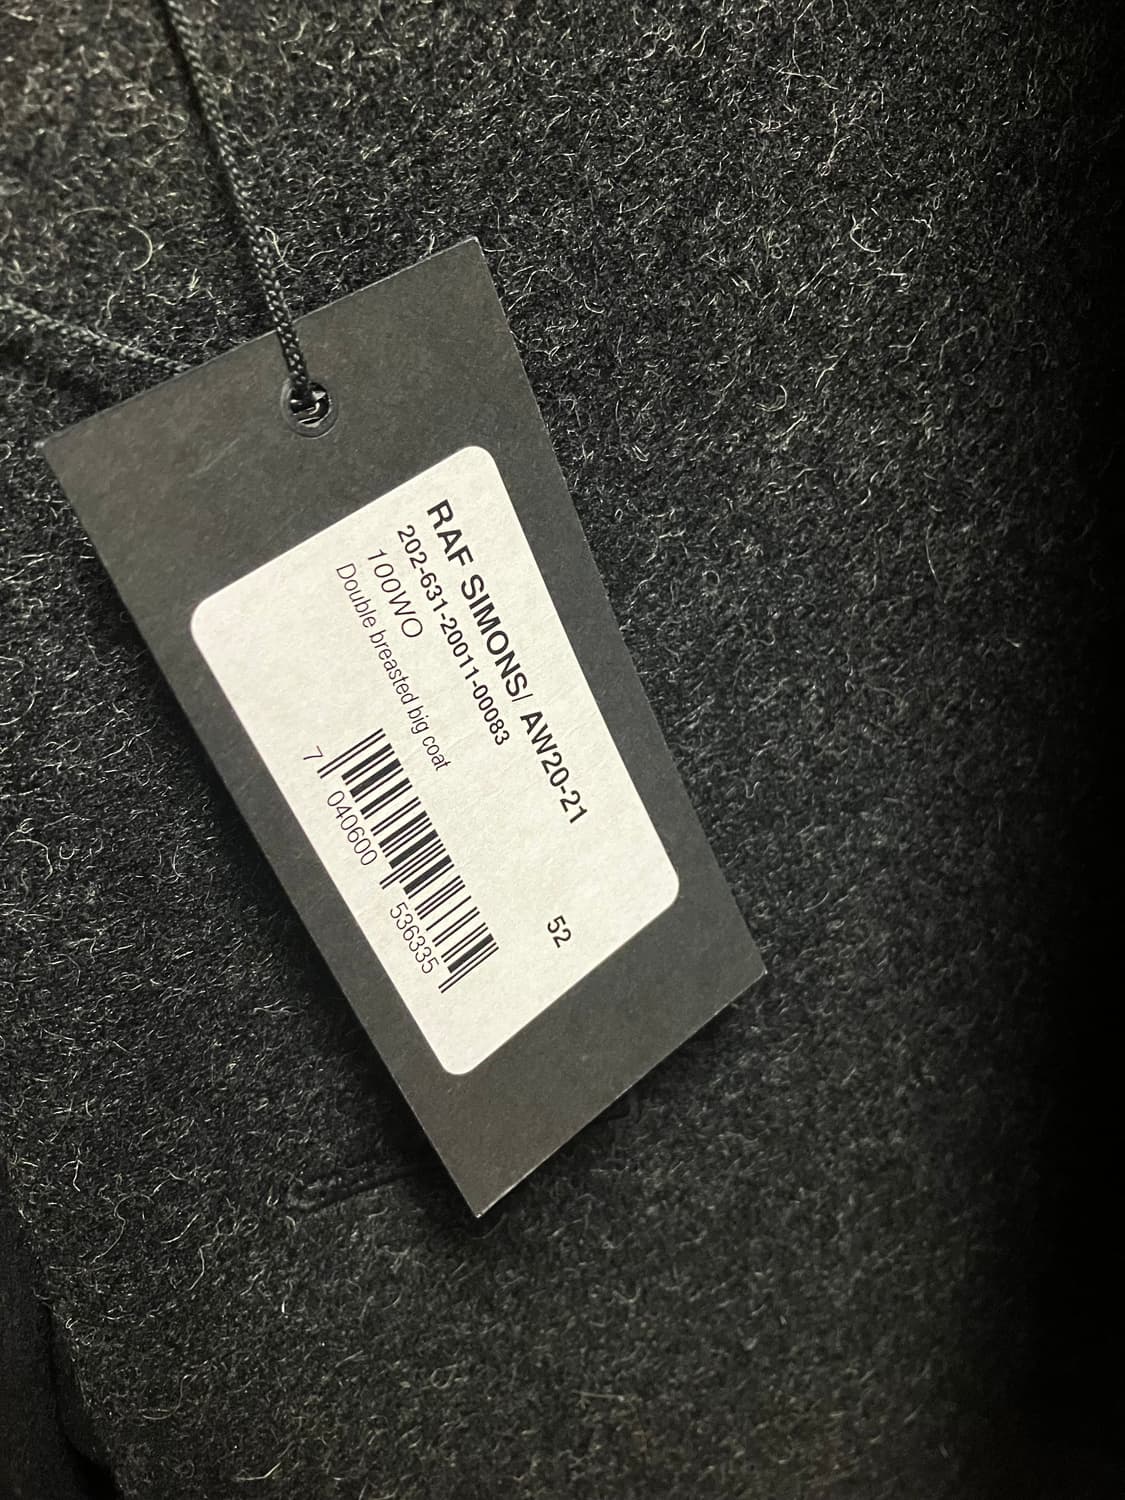 RAF SIMONS/ AW20-21
202-631-20011-00083
100WO
Double breasted big coat
52
7 040600 536335